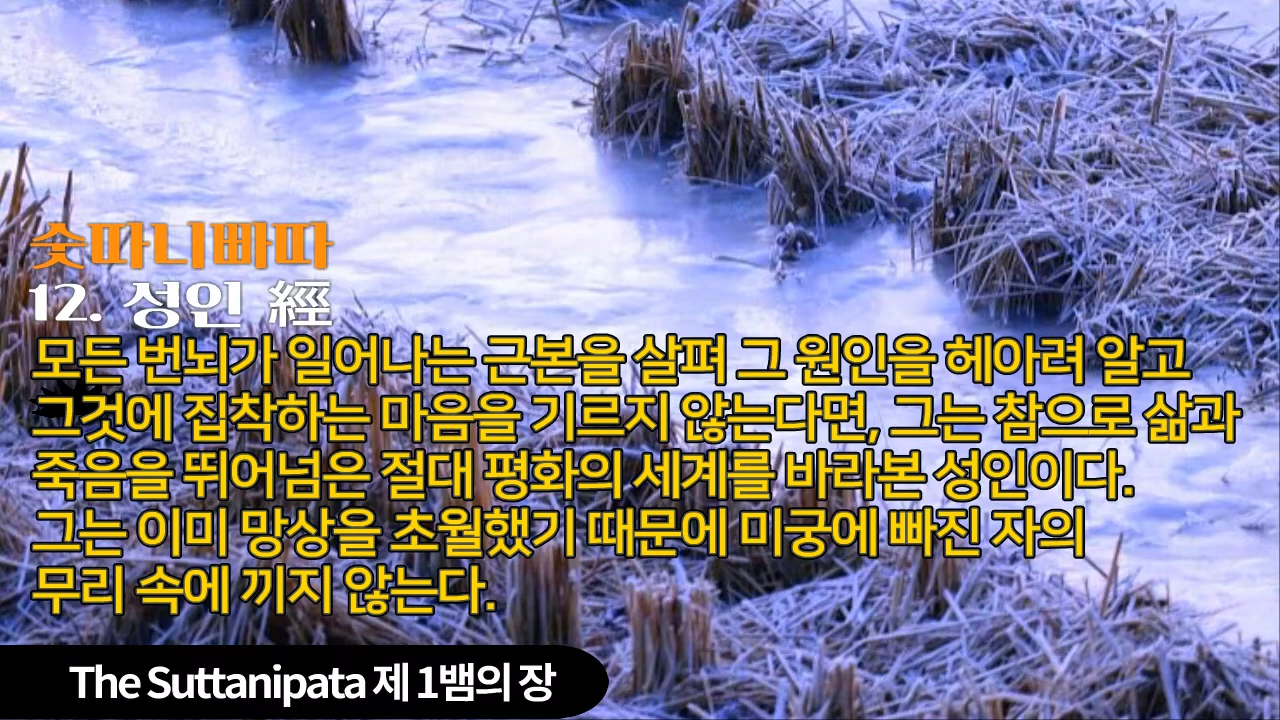 숫따니빠따
12. 성인 經
모든 번뇌가 일어나는 근본을 살펴 그 원인을 헤아려 알고
그것에 집착하는 마음을 기르지 않는다면, 그는 참으로 삶과
죽음을 뛰어넘은 절대 평화의 세계를 바라본 성인이다.
그는 이미 망상을 초월했기 때문에 미궁에 빠진 자의
무리 속에 끼지 않는다.
The Suttanipata 제 1뱀의 장